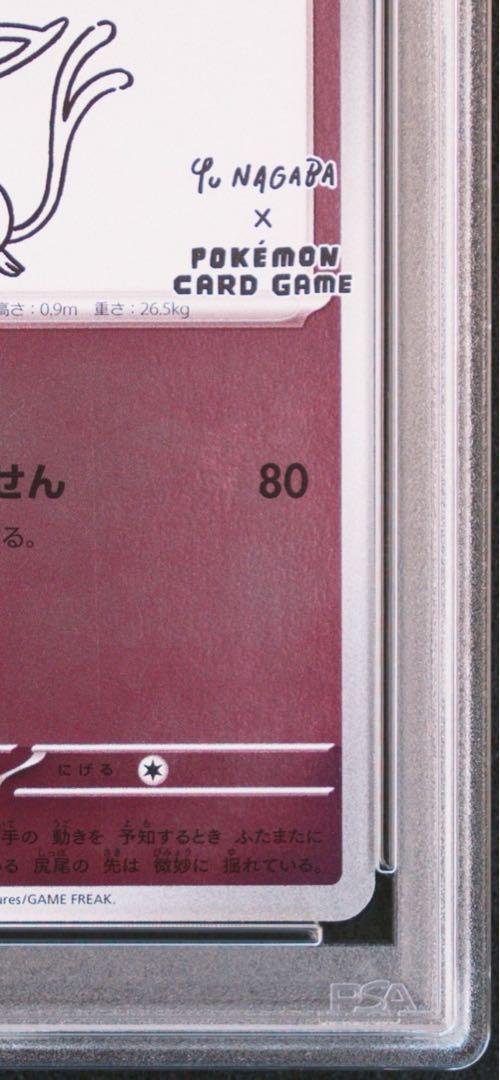 Yu NAGABA
X
POKÉMON
CARD GAME
高さ：0.9m 重さ：26.5kg
せん 80
る。
にげる
手の 動きを 予知するとき ふたまたに
る 尻尾の 先は 微妙に 揺れている。
ures/GAME FREAK.
PSA